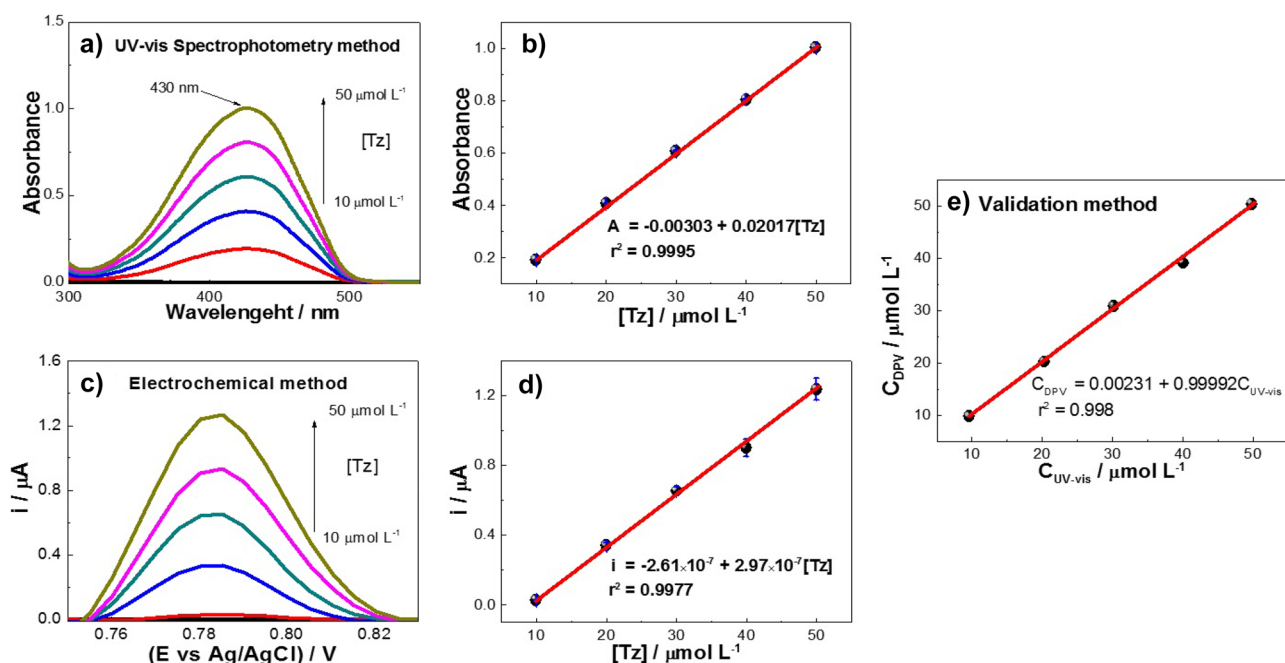 a) UV-vis Spectrophotometry method
430 nm
50 μmol L⁻¹
[Tz]
10 μmol L⁻¹
Absorbance
1.5
1.0
0.5
0.0
300 400 500
Wavelengeht / nm
b)
Absorbance
1.0
0.8
0.6
0.4
0.2
A = -0.00303 + 0.02017[Tz]
r² = 0.9995
10 20 30 40 50
[Tz] / μmol L⁻¹
c) Electrochemical method
50 μmol L⁻¹
[Tz]
10 μmol L⁻¹
i / μA
1.6
1.2
0.8
0.4
0.0
0.76 0.78 0.80 0.82
(E vs Ag/AgCl) / V
d)
i / μA
1.2
0.8
0.4
0.0
i = -2.61×10⁻⁷ + 2.97×10⁻⁷[Tz]
r² = 0.9977
10 20 30 40 50
[Tz] / μmol L⁻¹
e) Validation method
C_DPV / μmol L⁻¹
50
40
30
20
10
C_DPV = 0.00231 + 0.99992C_UV-vis
r² = 0.998
10 20 30 40 50
C_UV-vis / μmol L⁻¹